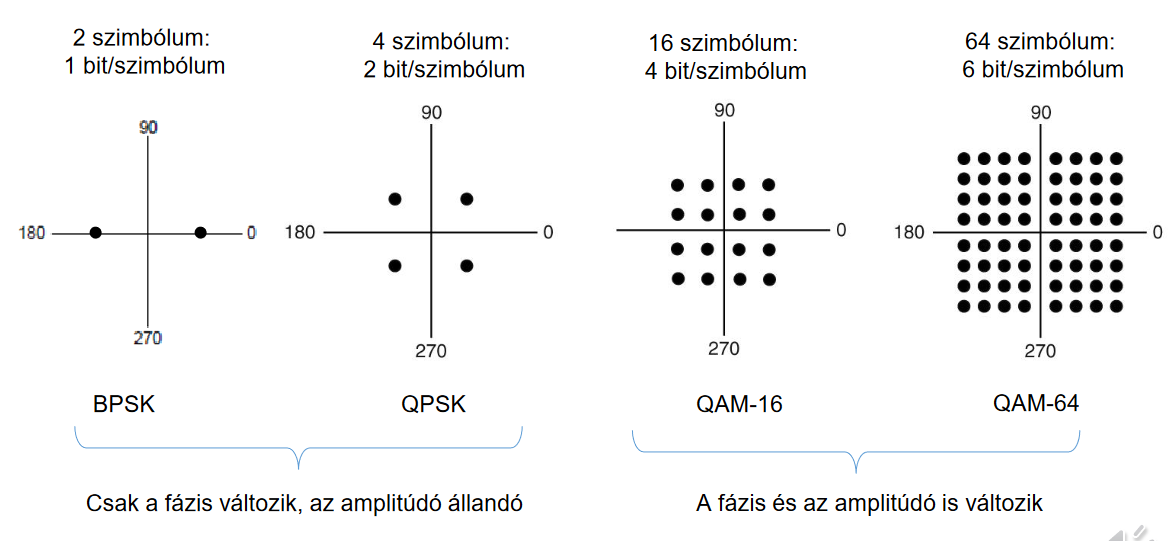 2 szimbólum:
1 bit/szimbólum
4 szimbólum:
2 bit/szimbólum
16 szimbólum:
4 bit/szimbólum
64 szimbólum:
6 bit/szimbólum
90
180
0
270
90
180
0
270
90
0
270
90
180
0
270
BPSK
QPSK
QAM-16
QAM-64
Csak a fázis változik, az amplitúdó állandó
A fázis és az amplitúdó is változik